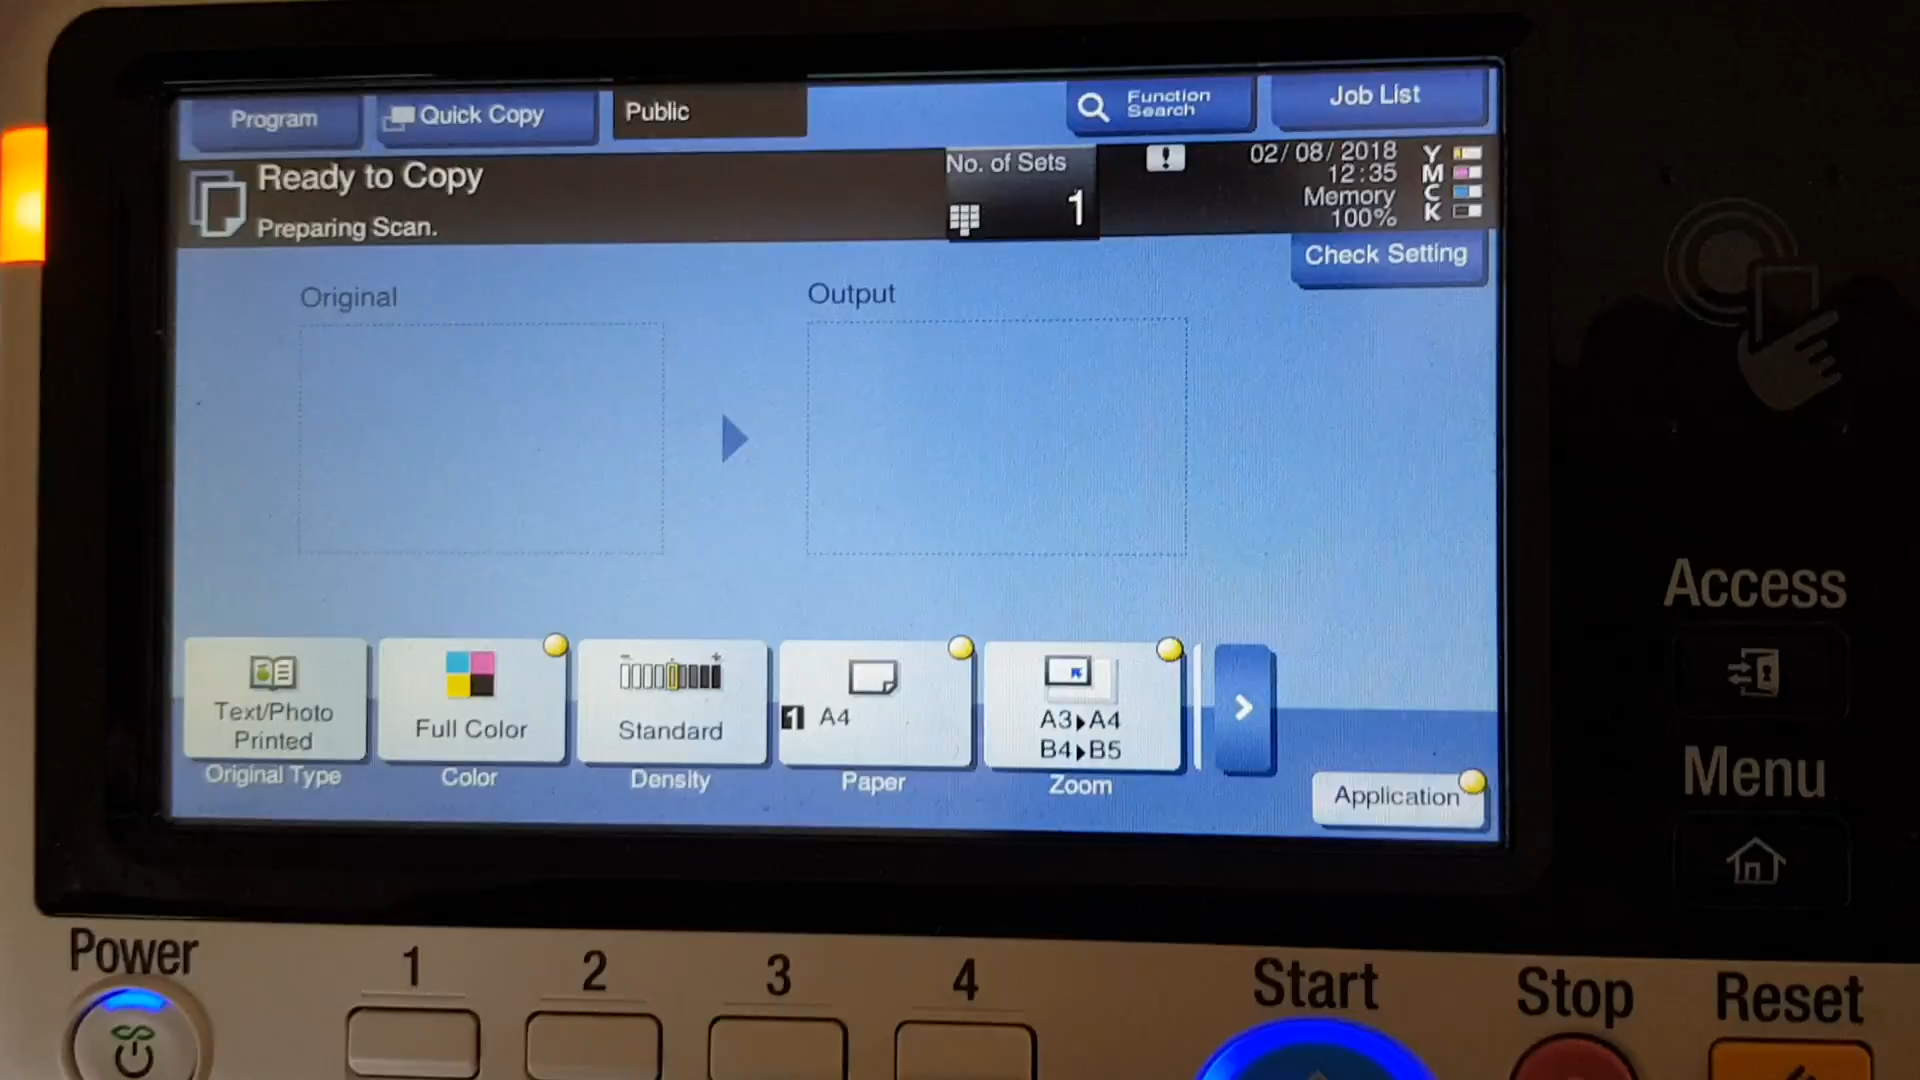 Program
Quick Copy
Public
Function
Search
Job List
Ready to Copy
Preparing Scan.
No. of Sets
1
!
02/08/2018
12:35
Memory
100%
Y
M
C
K
Check Setting
Original
Output
Text/Photo
Printed
Original Type
Full Color
Color
- +
Standard
Density
1 A4
Paper
A3▸A4
B4▸B5
Zoom
Application
Access
Menu
Power
1
2
3
4
Start
Stop
Reset